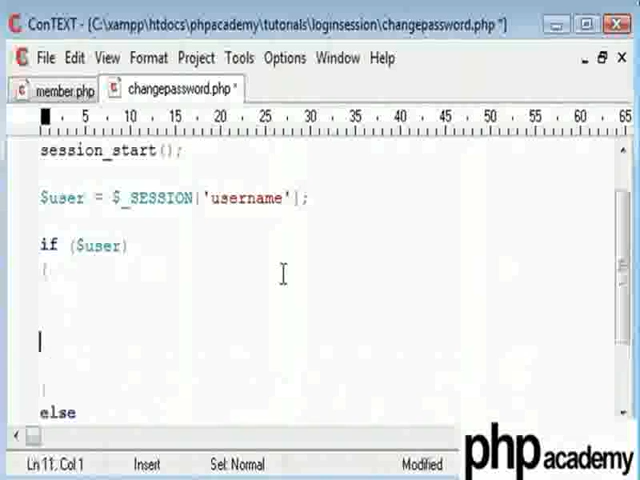 ConTEXT - [C:\xampp\htdocs\phpacademy\tutorials\loginsession\changepassword.php *]
File Edit View Format Project Tools Options Window Help
member.php changepassword.php *
5 10 15 20 25 30 35 40 45 50 55 60 65
session_start();
$user = $_SESSION['username'];
if ($user)
{
}
else
Ln 11, Col 1 Insert Sel: Normal Modified
php academy